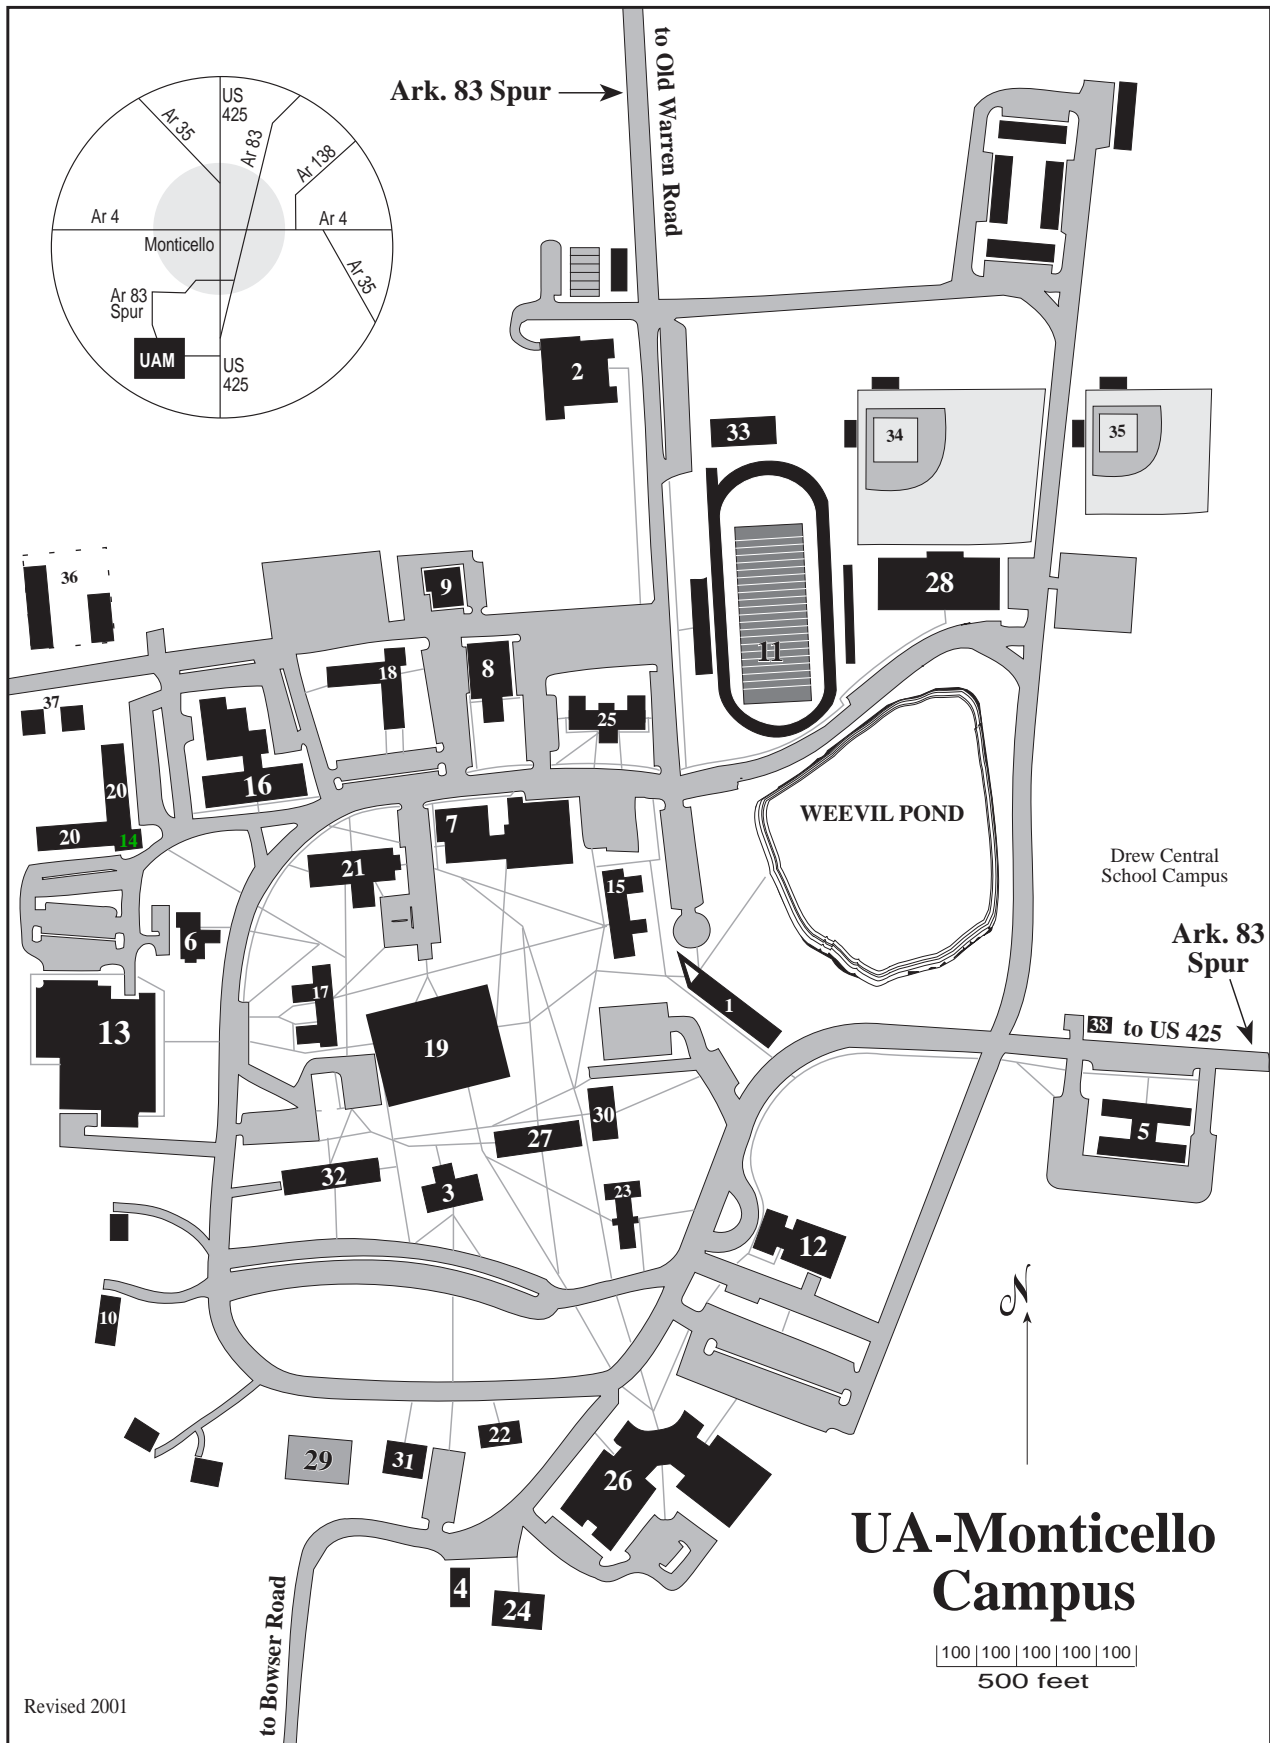 to Old Warren Road
Ark. 83 Spur
US
425
Ar 35
Ar 83
Ar 138
Ar 4
Ar 4
Monticello
Ar 35
Ar 83
Spur
UAM
US
425
2
33
34
35
36
9
28
11
18
8
37
25
16
20
WEEVIL POND
7
20
14
21
15
Drew Central
School Campus
6
Ark. 83
Spur
17
1
13
19
38
to US 425
30
27
5
32
3
23
12
N
10
22
29
31
26
UA-Monticello
Campus
4
24
to Bowser Road
100 100 100 100 100
500 feet
Revised 2001